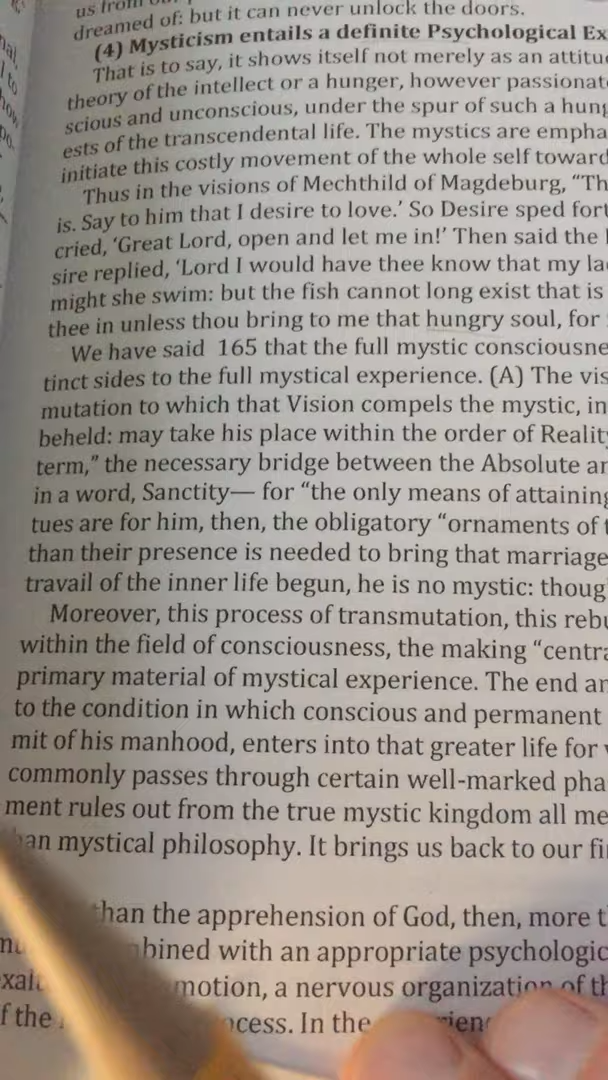 us from our
dreamed of: but it can never unlock the doors.
(4) Mysticism entails a definite Psychological Ex
That is to say, it shows itself not merely as an attitu
theory of the intellect or a hunger, however passionat
scious and unconscious, under the spur of such a hung
ests of the transcendental life. The mystics are empha
initiate this costly movement of the whole self toward
Thus in the visions of Mechthild of Magdeburg, “Th
is. Say to him that I desire to love.’ So Desire sped fort
cried, ‘Great Lord, open and let me in!’ Then said the
sire replied, ‘Lord I would have thee know that my la
might she swim: but the fish cannot long exist that is
thee in unless thou bring to me that hungry soul, for
We have said 165 that the full mystic consciousne
tinct sides to the full mystical experience. (A) The vis
mutation to which that Vision compels the mystic, in
beheld: may take his place within the order of Reality
term,” the necessary bridge between the Absolute an
in a word, Sanctity— for “the only means of attaining
tues are for him, then, the obligatory “ornaments of t
than their presence is needed to bring that marriage
travail of the inner life begun, he is no mystic: thoug
Moreover, this process of transmutation, this rebu
within the field of consciousness, the making “centra
primary material of mystical experience. The end an
to the condition in which conscious and permanent
mit of his manhood, enters into that greater life for
commonly passes through certain well-marked pha
ment rules out from the true mystic kingdom all me
han mystical philosophy. It brings us back to our fi
than the apprehension of God, then, more t
bined with an appropriate psychologic
motion, a nervous organization of th
f the ocess. In the